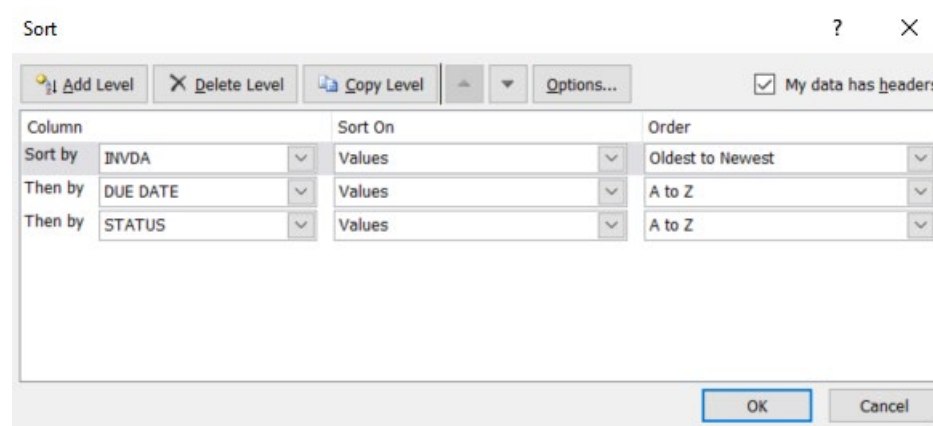 Sort ? X
Add Level Delete Level Copy Level Options... My data has headers
Column Sort On Order
Sort by INVDA Values Oldest to Newest
Then by DUE DATE Values A to Z
Then by STATUS Values A to Z
OK Cancel